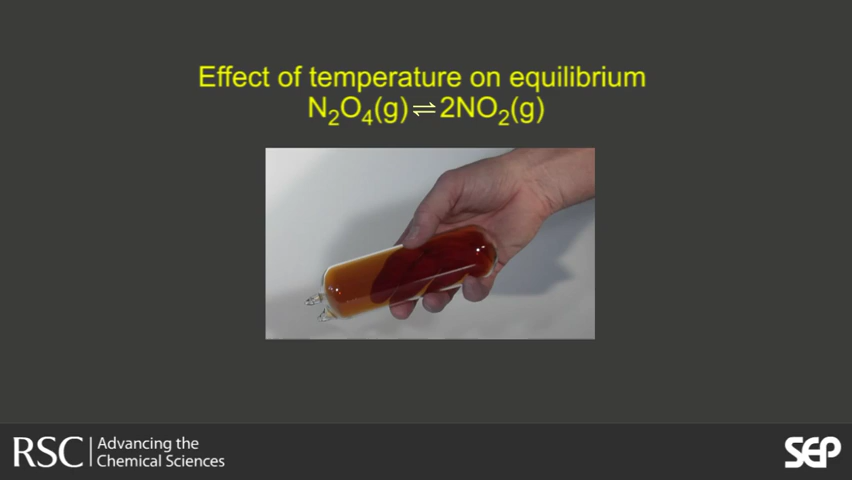 Effect of temperature on equilibrium
N₂O₄(g)⇌2NO₂(g)
RSC
Advancing the
Chemical Sciences
SEP